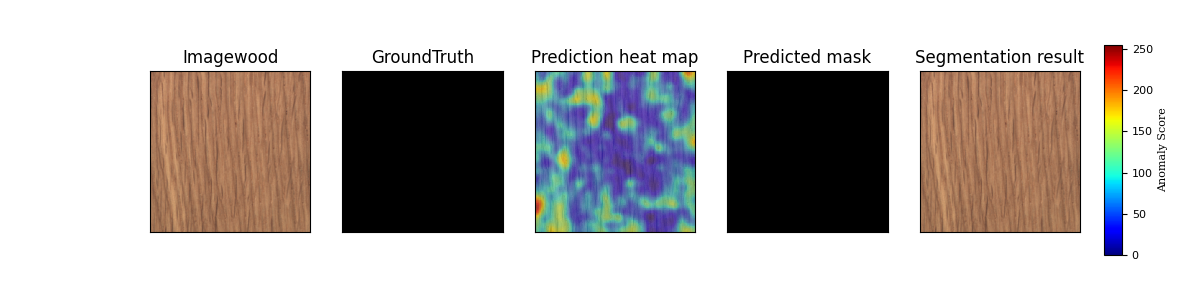 Imagewood
GroundTruth
Prediction heat map
Predicted mask
Segmentation result
250
200
150
100
50
0
Anomaly Score